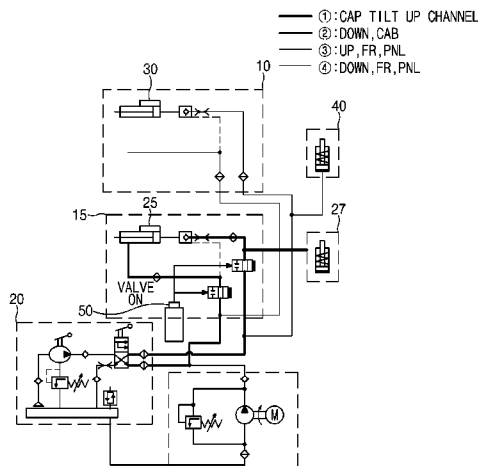 ①:CAP TILT UP CHANNEL
②:DOWN,CAB
③:UP,FR,PNL
④:DOWN,FR,PNL
30
10
40
15
25
27
VALVE
ON
50
20
M